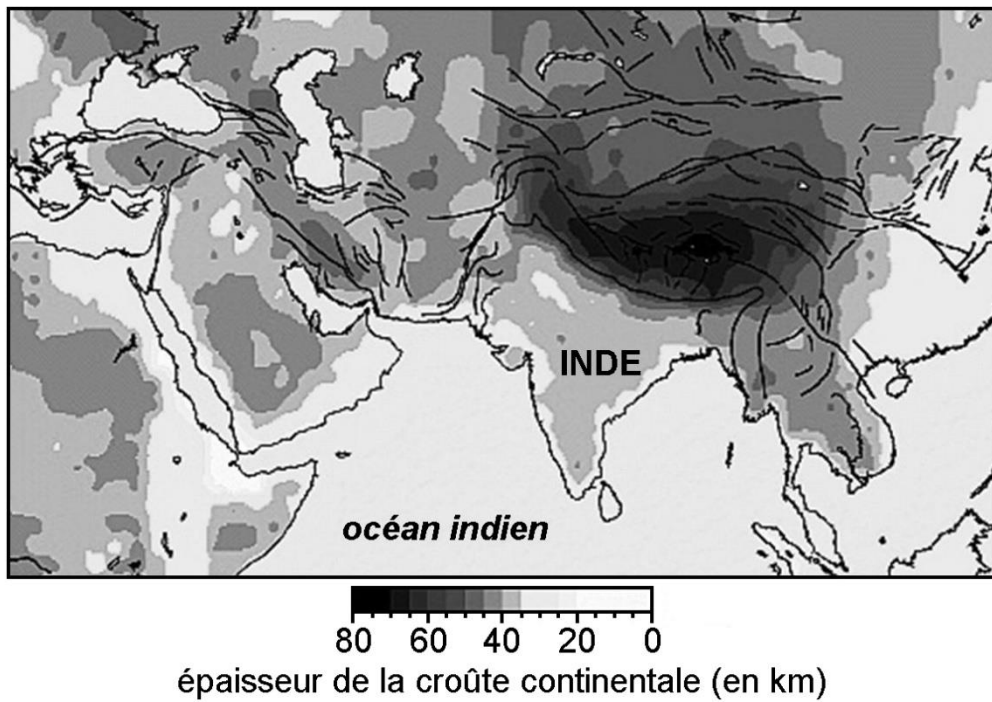 INDE
océan indien
80 60 40 20 0
épaisseur de la croûte continentale (en km)